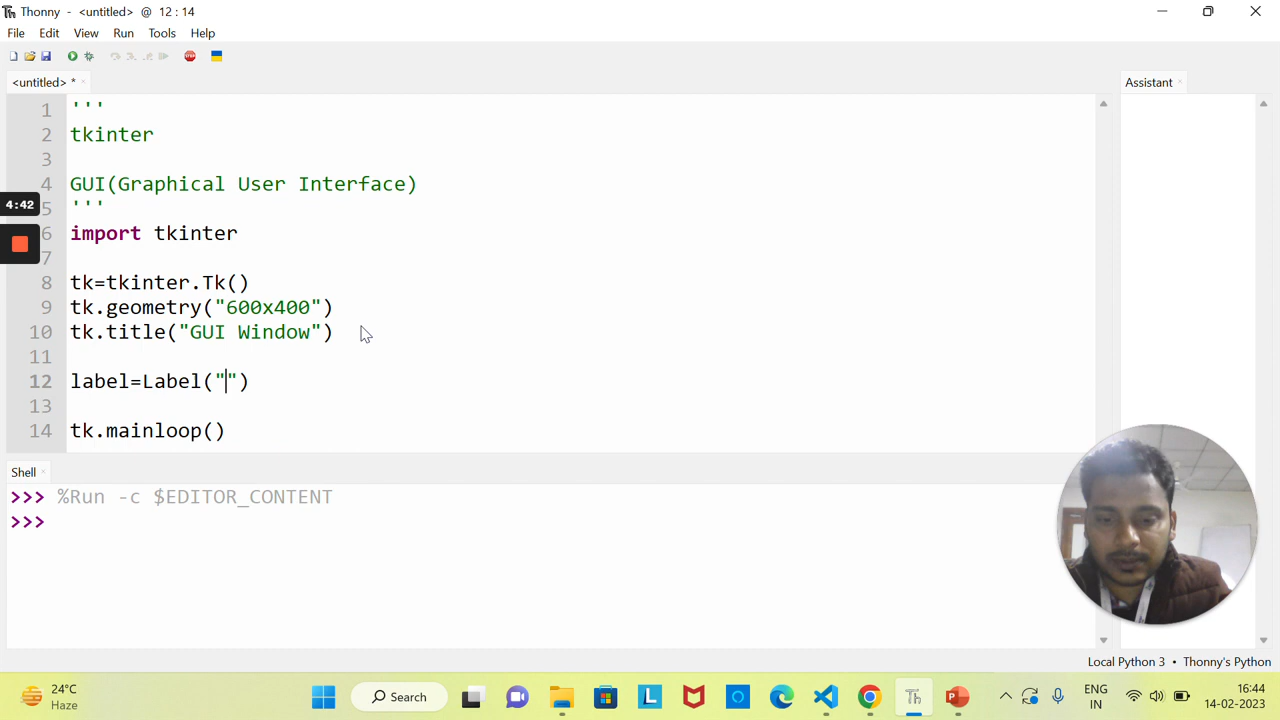 Thonny - <untitled> @ 12 : 14
File Edit View Run Tools Help
<untitled> *
Assistant
1 '''
2 tkinter
3
4 GUI(Graphical User Interface)
5 '''
6 import tkinter
7
8 tk=tkinter.Tk()
9 tk.geometry("600x400")
10 tk.title("GUI Window")
11
12 label=Label("")
13
14 tk.mainloop()
4:42
Shell
>>> %Run -c $EDITOR_CONTENT
>>>
Local Python 3 • Thonny's Python
24°C
Haze
Search
ENG
IN
16:44
14-02-2023